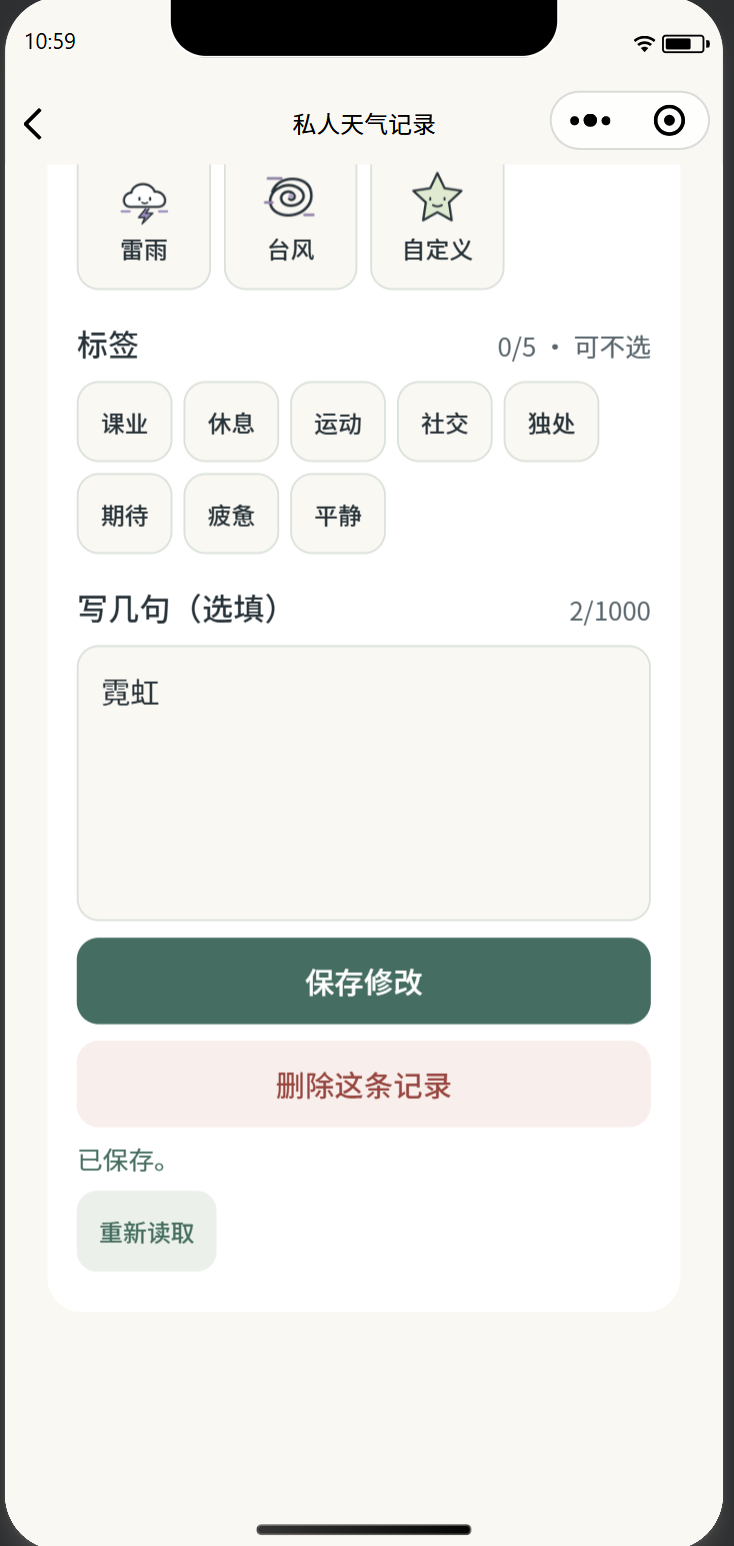 10:59
私人天气记录
雷雨 台风 自定义
标签 0/5 · 可不选
课业 休息 运动 社交 独处
期待 疲惫 平静
写几句（选填） 2/1000
霓虹
保存修改
删除这条记录
已保存。
重新读取